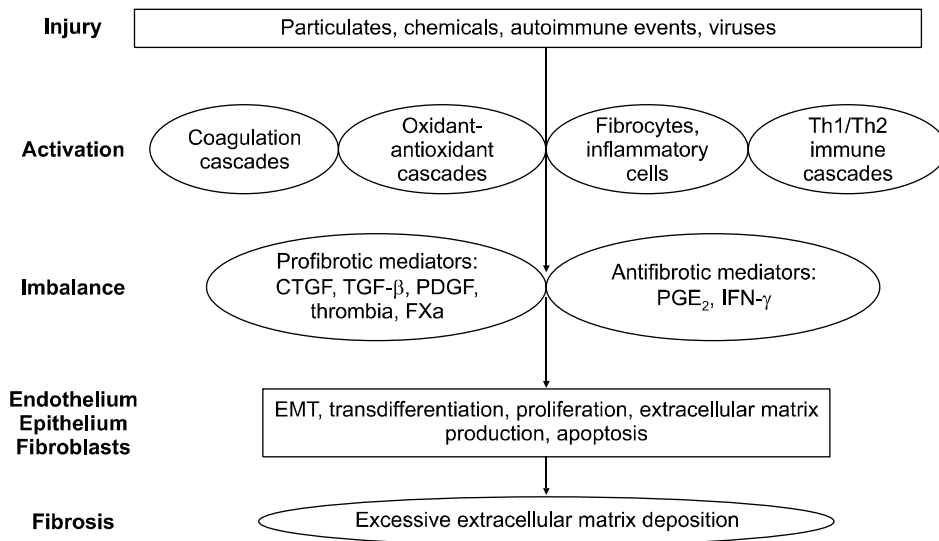 Injury
Particulates, chemicals, autoimmune events, viruses
Activation
Coagulation
cascades
Oxidant-
antioxidant
cascades
Fibrocytes,
inflammatory
cells
Th1/Th2
immune
cascades
Imbalance
Profibrotic mediators:
CTGF, TGF-β, PDGF,
thrombia, FXa
Antifibrotic mediators:
PGE₂, IFN-γ
Endothelium
Epithelium
Fibroblasts
EMT, transdifferentiation, proliferation, extracellular matrix
production, apoptosis
Fibrosis
Excessive extracellular matrix deposition